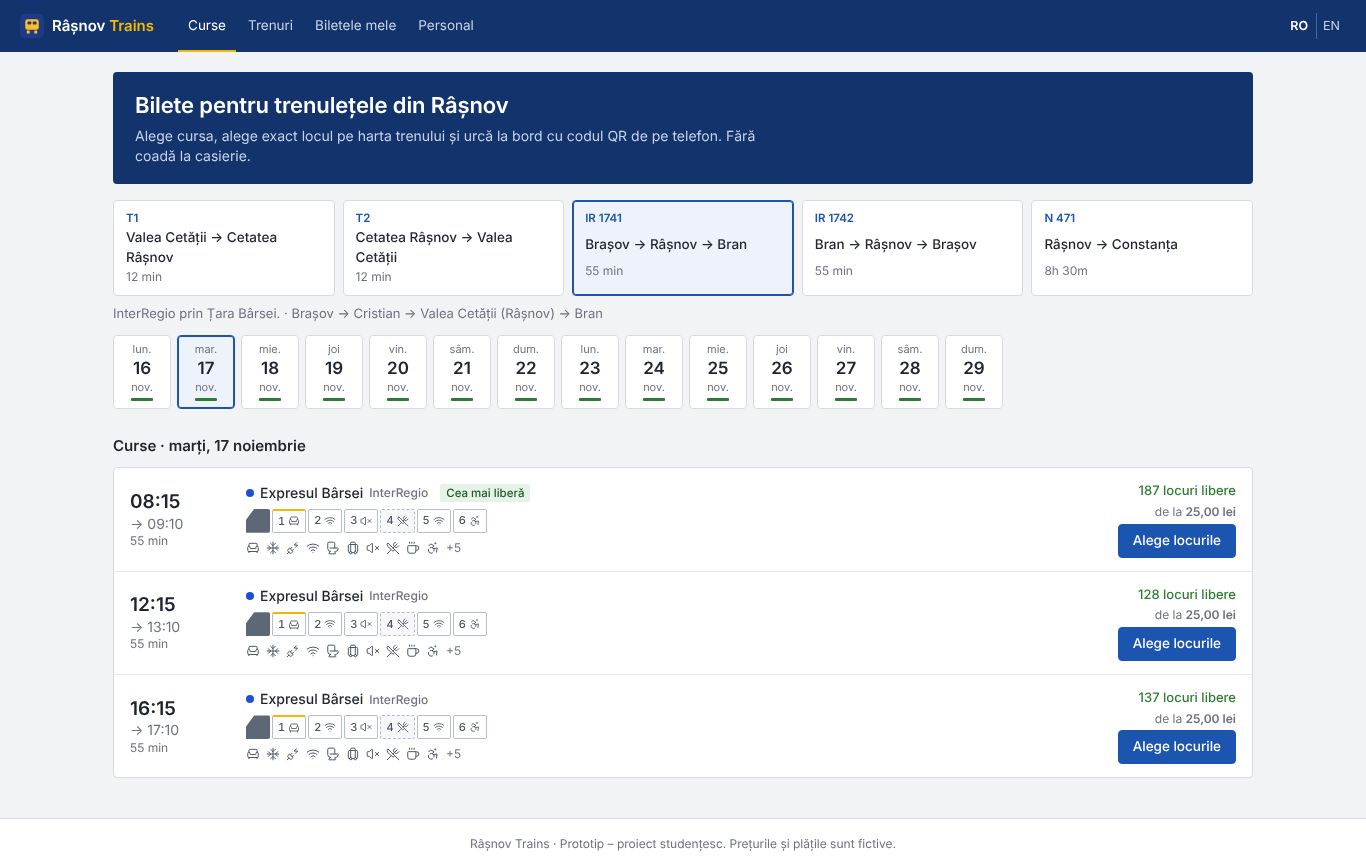 Râșnov Trains
Curse
Trenuri
Biletele mele
Personal
RO
EN
Bilete pentru trenulețele din Râșnov
Alege cursa, alege exact locul pe harta trenului și urcă la bord cu codul QR de pe telefon. Fără
coadă la casierie.
T1
Valea Cetății → Cetatea
Râșnov
12 min
T2
Cetatea Râșnov → Valea
Cetății
12 min
IR 1741
Brașov → Râșnov → Bran
55 min
IR 1742
Bran → Râșnov → Brașov
55 min
N 471
Râșnov → Constanța
8h 30m
InterRegio prin Țara Bârsei. · Brașov → Cristian → Valea Cetății (Râșnov) → Bran
lun.
16
nov.
mar.
17
nov.
mie.
18
nov.
joi
19
nov.
vin.
20
nov.
sâm.
21
nov.
dum.
22
nov.
lun.
23
nov.
mar.
24
nov.
mie.
25
nov.
joi
26
nov.
vin.
27
nov.
sâm.
28
nov.
dum.
29
nov.
Curse · marți, 17 noiembrie
08:15
→ 09:10
55 min
Expresul Bârsei InterRegio Cea mai liberă
1 2 3 4 5 6
+5
187 locuri libere
de la 25,00 lei
Alege locurile
12:15
→ 13:10
55 min
Expresul Bârsei InterRegio
1 2 3 4 5 6
+5
128 locuri libere
de la 25,00 lei
Alege locurile
16:15
→ 17:10
55 min
Expresul Bârsei InterRegio
1 2 3 4 5 6
+5
137 locuri libere
de la 25,00 lei
Alege locurile
Râșnov Trains · Prototip – proiect studențesc. Prețurile și plățile sunt fictive.